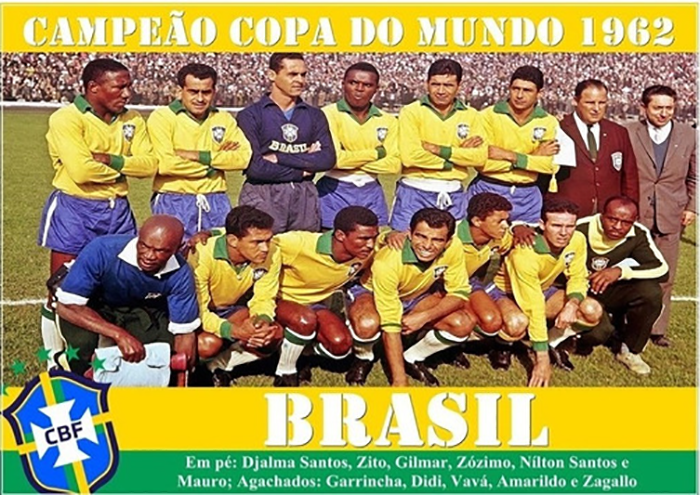 CAMPEÃO COPA DO MUNDO 1962
BRASIL
BRASIL
CBF
Em pé: Djalma Santos, Zito, Gilmar, Zózimo, Nílton Santos e
Mauro; Agachados: Garrincha, Didi, Vavá, Amarildo e Zagallo